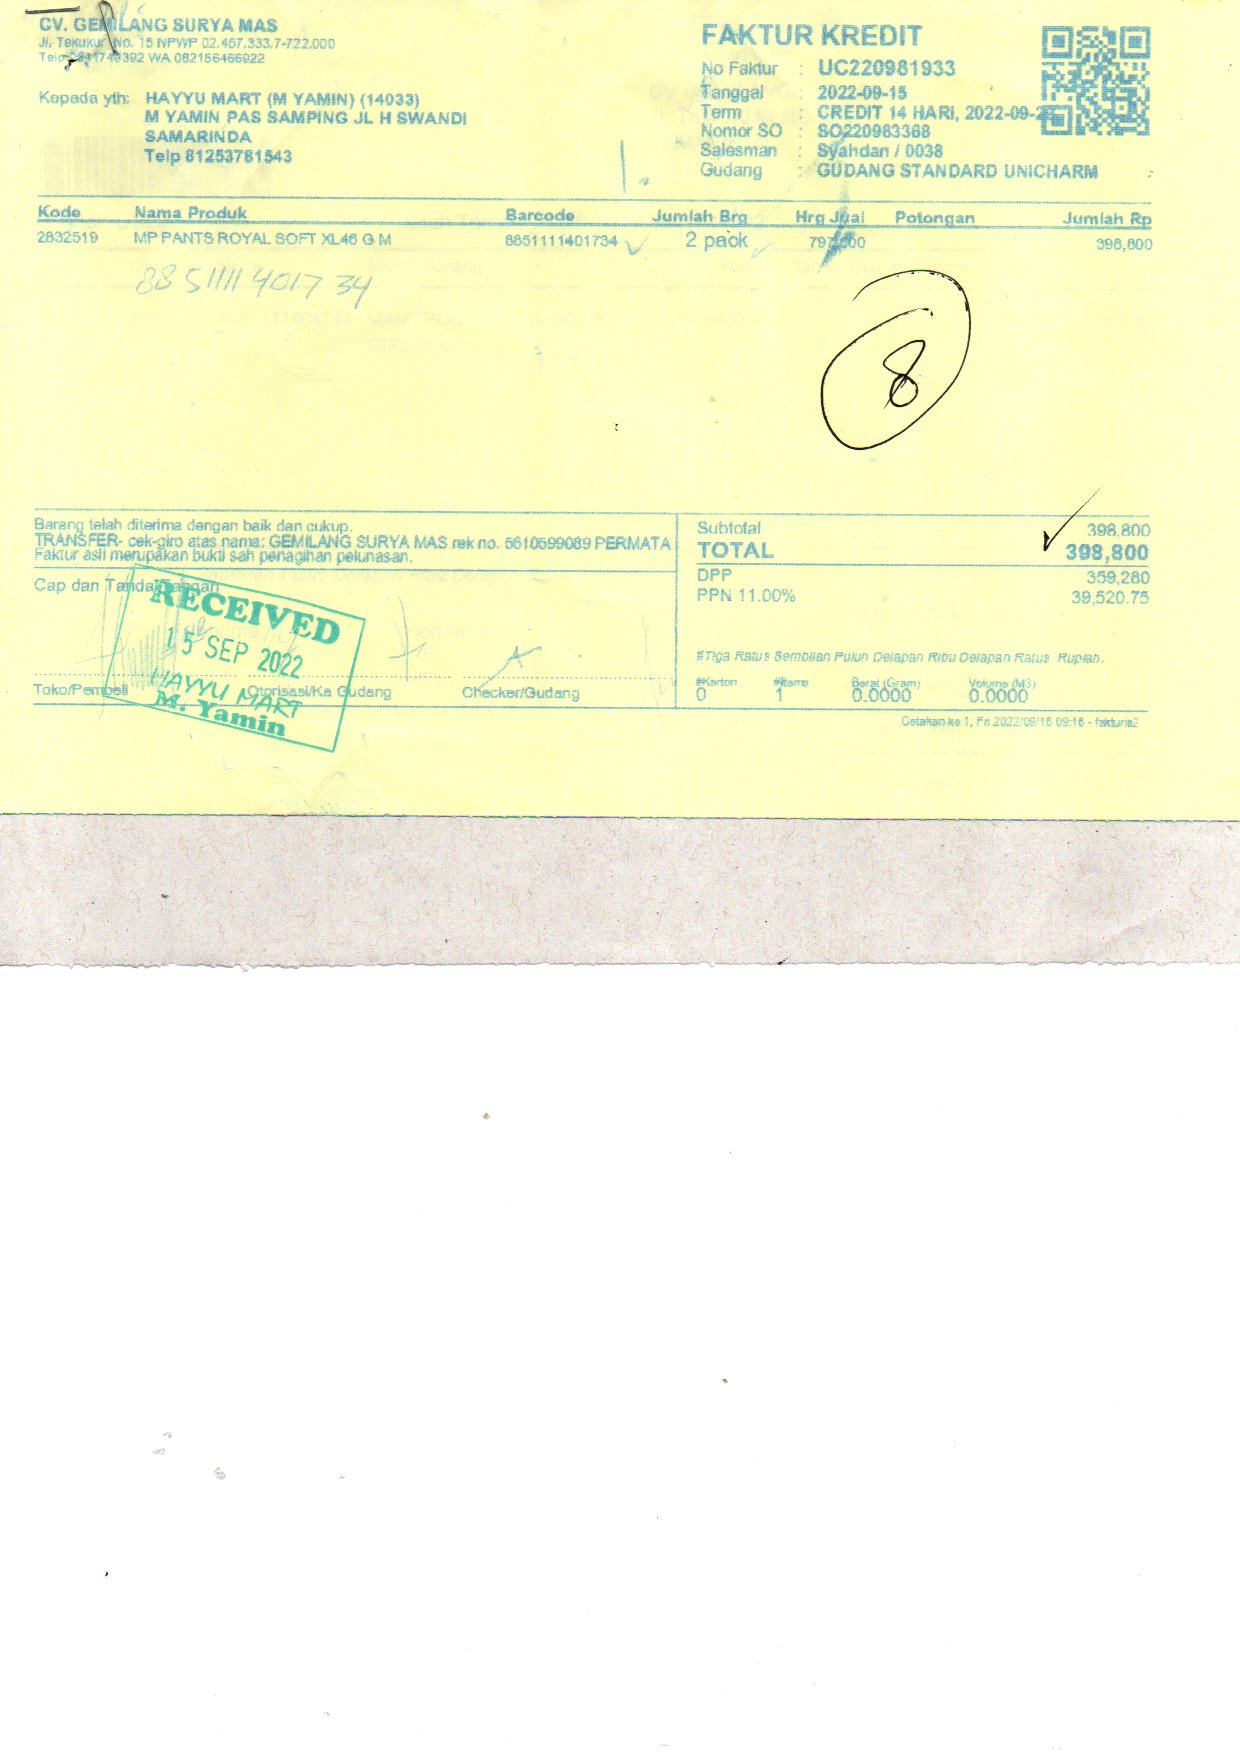 CV. GEMILANG SURYA MAS
Jl. Tekukur No. 15 NPWP 02.467.333.7-722.000
WA 082156466922
Kepada yth: HAYYU MART (M YAMIN) (14033)
M YAMIN PAS SAMPING JL H SWANDI
SAMARINDA
Telp 81253781543
FAKTUR KREDIT
No Faktur : UC220981933
Tanggal : 2022-09-15
Term : CREDIT 14 HARI, 2022-09-
Nomor SO : SO220983368
Salesman : Syahdan / 0038
Gudang : GUDANG STANDARD UNICHARM
Kode Nama Produk Barcode Jumlah Brg Hrg Jual Potongan Jumlah Rp
2832519 MP PANTS ROYAL SOFT XL46 G M 8851111401734 2 pack 398,800
8851111401734
8
Barang telah diterima dengan baik dan cukup.
TRANSFER- cek-giro atas nama: GEMILANG SURYA MAS rek no. 5610599089 PERMATA
Faktur asli merupakan bukti sah penagihan pelunasan.
Cap dan Tanda tangan
RECEIVED
15 SEP 2022
HAYYU MART
M. Yamin
Toko/Pembeli Otorisasi/Ka Gudang Checker/Gudang
Subtotal 398,800
TOTAL 398,800
DPP 359,280
PPN 11.00% 39,520.75
#Tiga Ratus Sembilan Puluh Delapan Ribu Delapan Ratus Rupiah.
#Karton #Items Berat (Gram) Volume (M3)
0 1 0.0000 0.0000
Cetakan ke 1, Fri 2022/09/16 09:16 - fakturis2